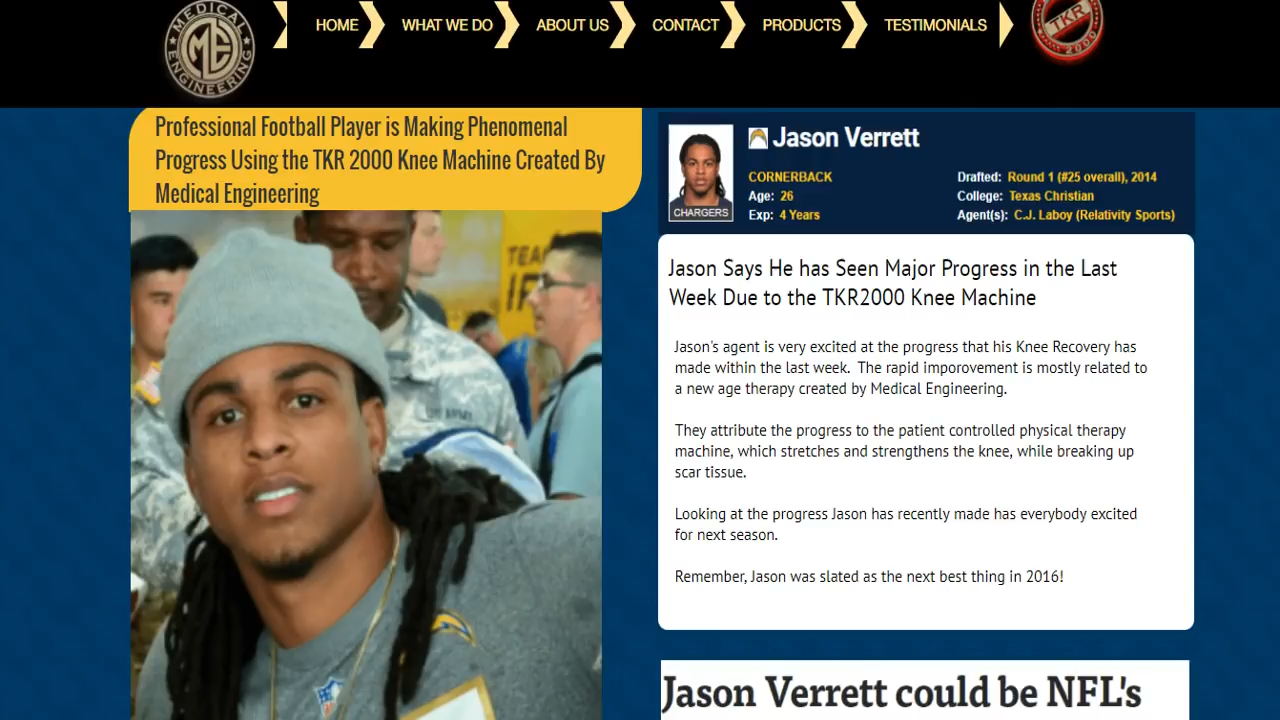 MEDICAL
ME
ENGINEERING
HOME
WHAT WE DO
ABOUT US
CONTACT
PRODUCTS
TESTIMONIALS
TKR
2000
Professional Football Player is Making Phenomenal
Progress Using the TKR 2000 Knee Machine Created By
Medical Engineering
TEA
Jason Verrett
CORNERBACK
Age: 26
Exp: 4 Years
Drafted: Round 1 (#25 overall), 2014
College: Texas Christian
Agent(s): C.J. Laboy (Relativity Sports)
CHARGERS
Jason Says He has Seen Major Progress in the Last
Week Due to the TKR2000 Knee Machine
Jason's agent is very excited at the progress that his Knee Recovery has
made within the last week. The rapid imporovement is mostly related to
a new age therapy created by Medical Engineering.
They attribute the progress to the patient controlled physical therapy
machine, which stretches and strengthens the knee, while breaking up
scar tissue.
Looking at the progress Jason has recently made has everybody excited
for next season.
Remember, Jason was slated as the next best thing in 2016!
Jason Verrett could be NFL's
NFL